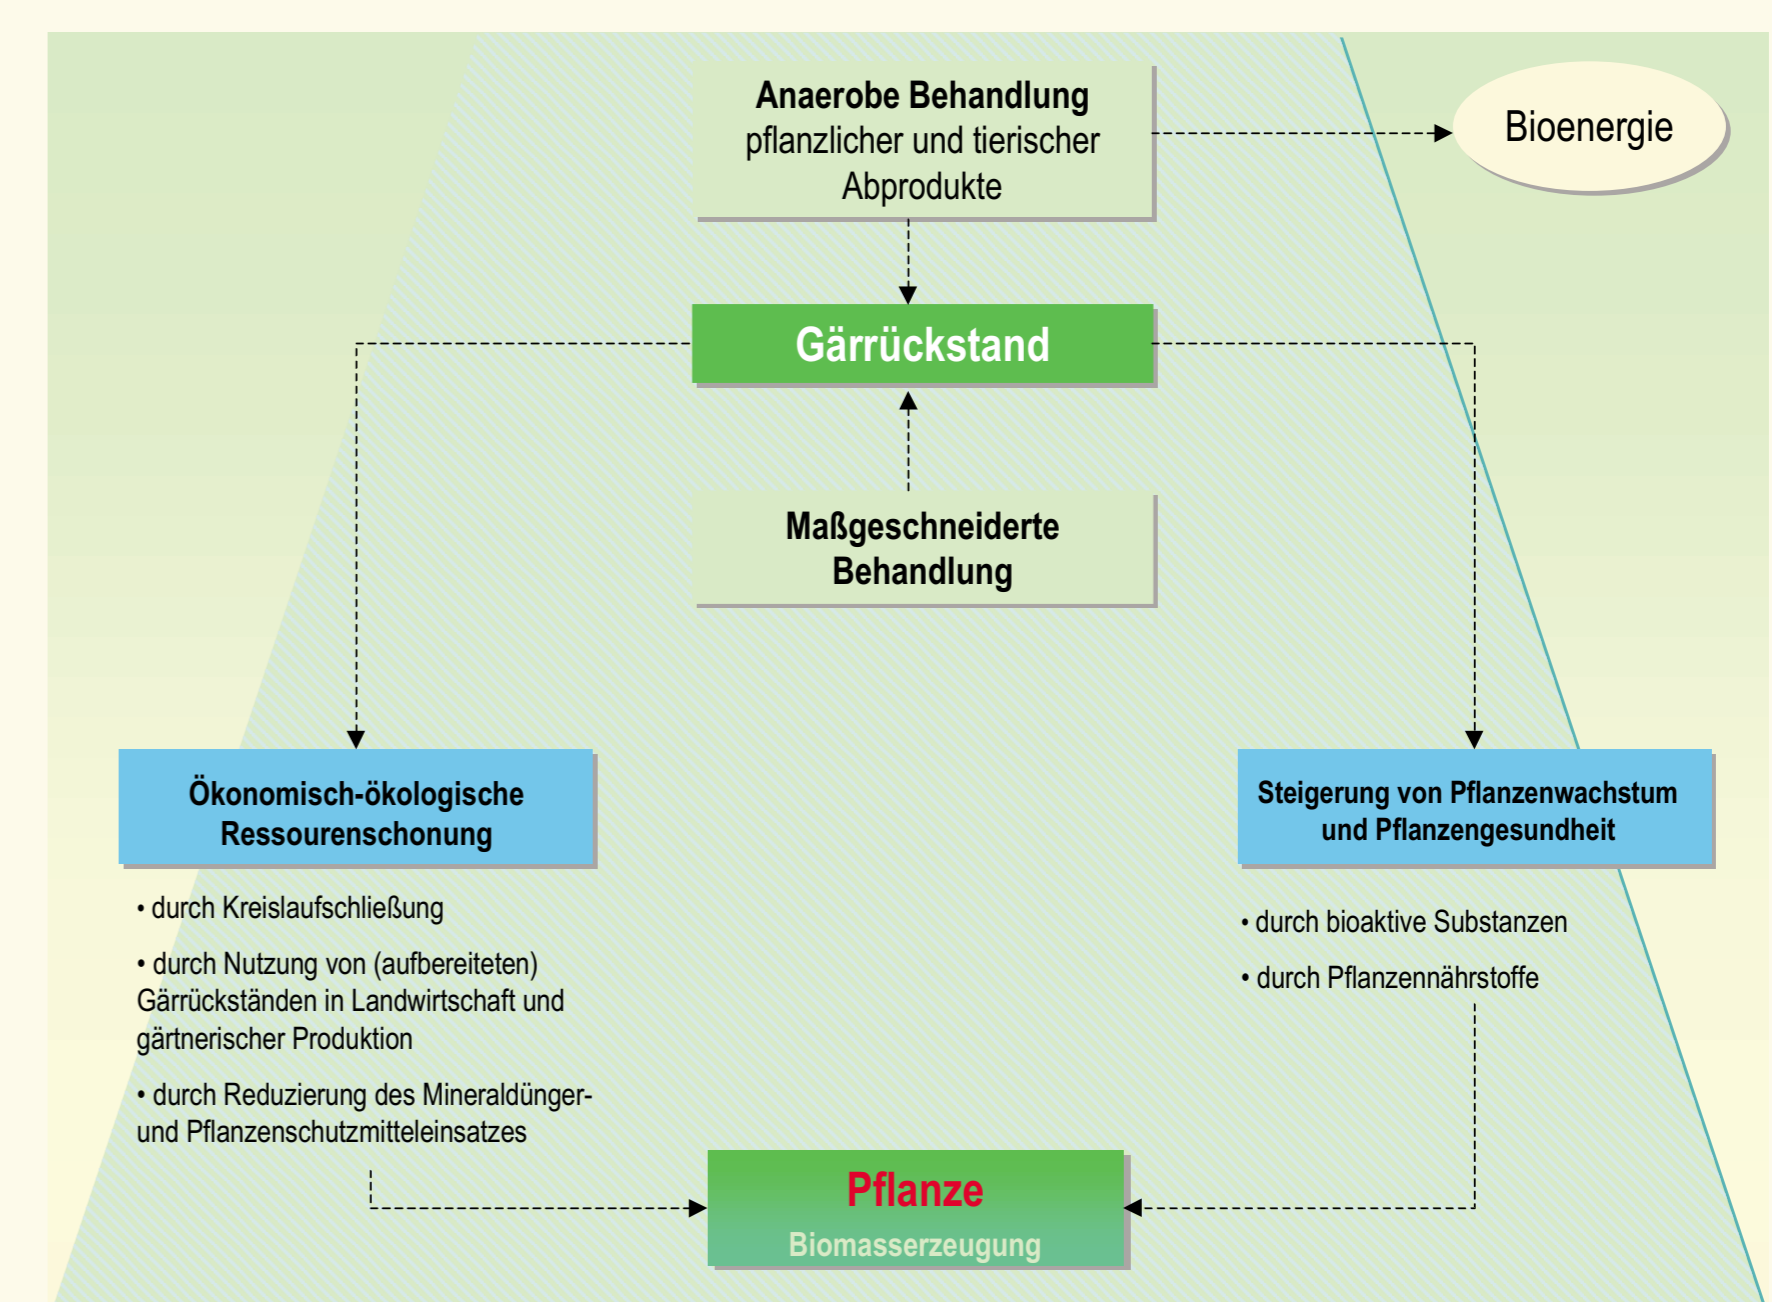 Anaerobe Behandlung
pflanzlicher und tierischer
Abprodukte
Bioenergie
Gärrückstand
Maßgeschneiderte
Behandlung
Ökonomisch-ökologische
Ressourenschonung
• durch Kreislaufschließung
• durch Nutzung von (aufbereiteten)
Gärrückständen in Landwirtschaft und
gärtnerischer Produktion
• durch Reduzierung des Mineraldünger-
und Pflanzenschutzmitteleinsatzes
Steigerung von Pflanzenwachstum
und Pflanzengesundheit
• durch bioaktive Substanzen
• durch Pflanzennährstoffe
Pflanze
Biomasserzeugung